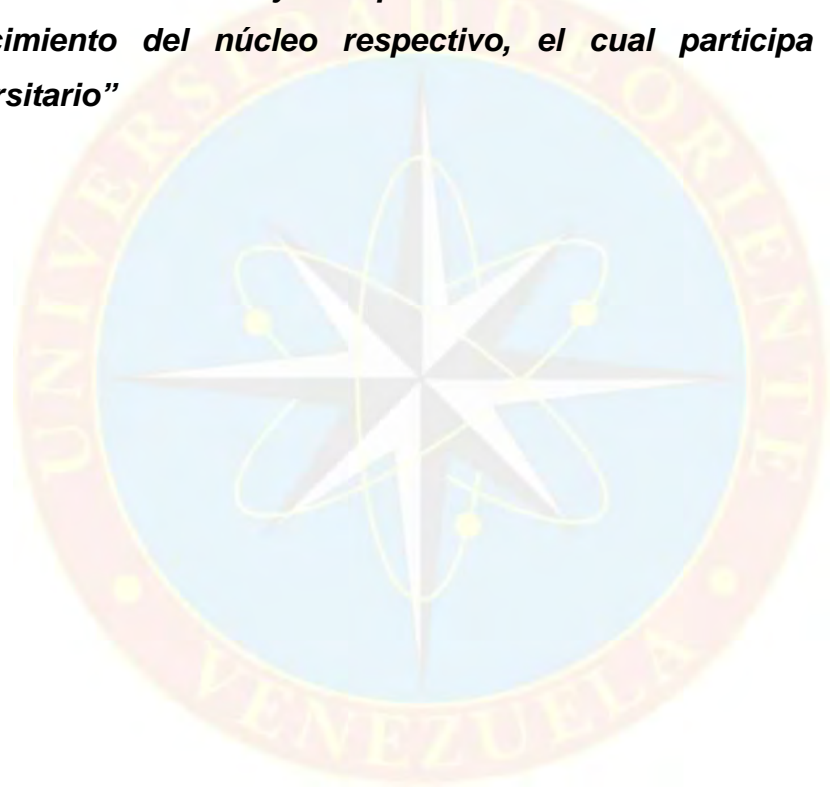 cimiento del núcleo respectivo, el cual participa
rsitario”
UNIVERSIDAD DE ORIENTE
VENEZUELA